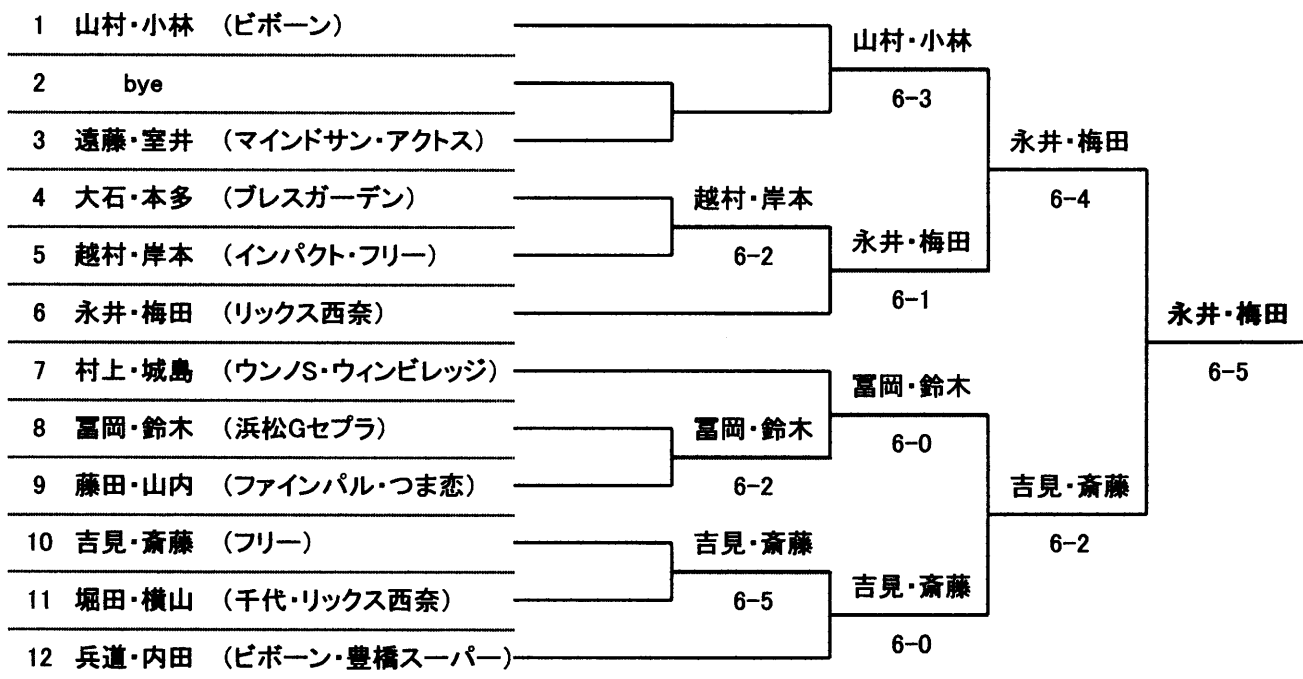 1 山村・小林 (ビボーン)
山村・小林
2 bye
6-3
3 遠藤・室井 (マインドサン・アクトス)
永井・梅田
4 大石・本多 (ブレスガーデン)
越村・岸本
6-4
5 越村・岸本 (インパクト・フリー)
6-2
永井・梅田
6 永井・梅田 (リックス西奈)
6-1
永井・梅田
7 村上・城島 (ウンノS・ウィンビレッジ)
6-5
冨岡・鈴木
8 冨岡・鈴木 (浜松Gセプラ)
冨岡・鈴木
6-0
9 藤田・山内 (ファインパル・つま恋)
6-2
吉見・斎藤
10 吉見・斎藤 (フリー)
吉見・斎藤
6-2
11 堀田・横山 (千代・リックス西奈)
6-5
吉見・斎藤
12 兵道・内田 (ビボーン・豊橋スーパー)
6-0